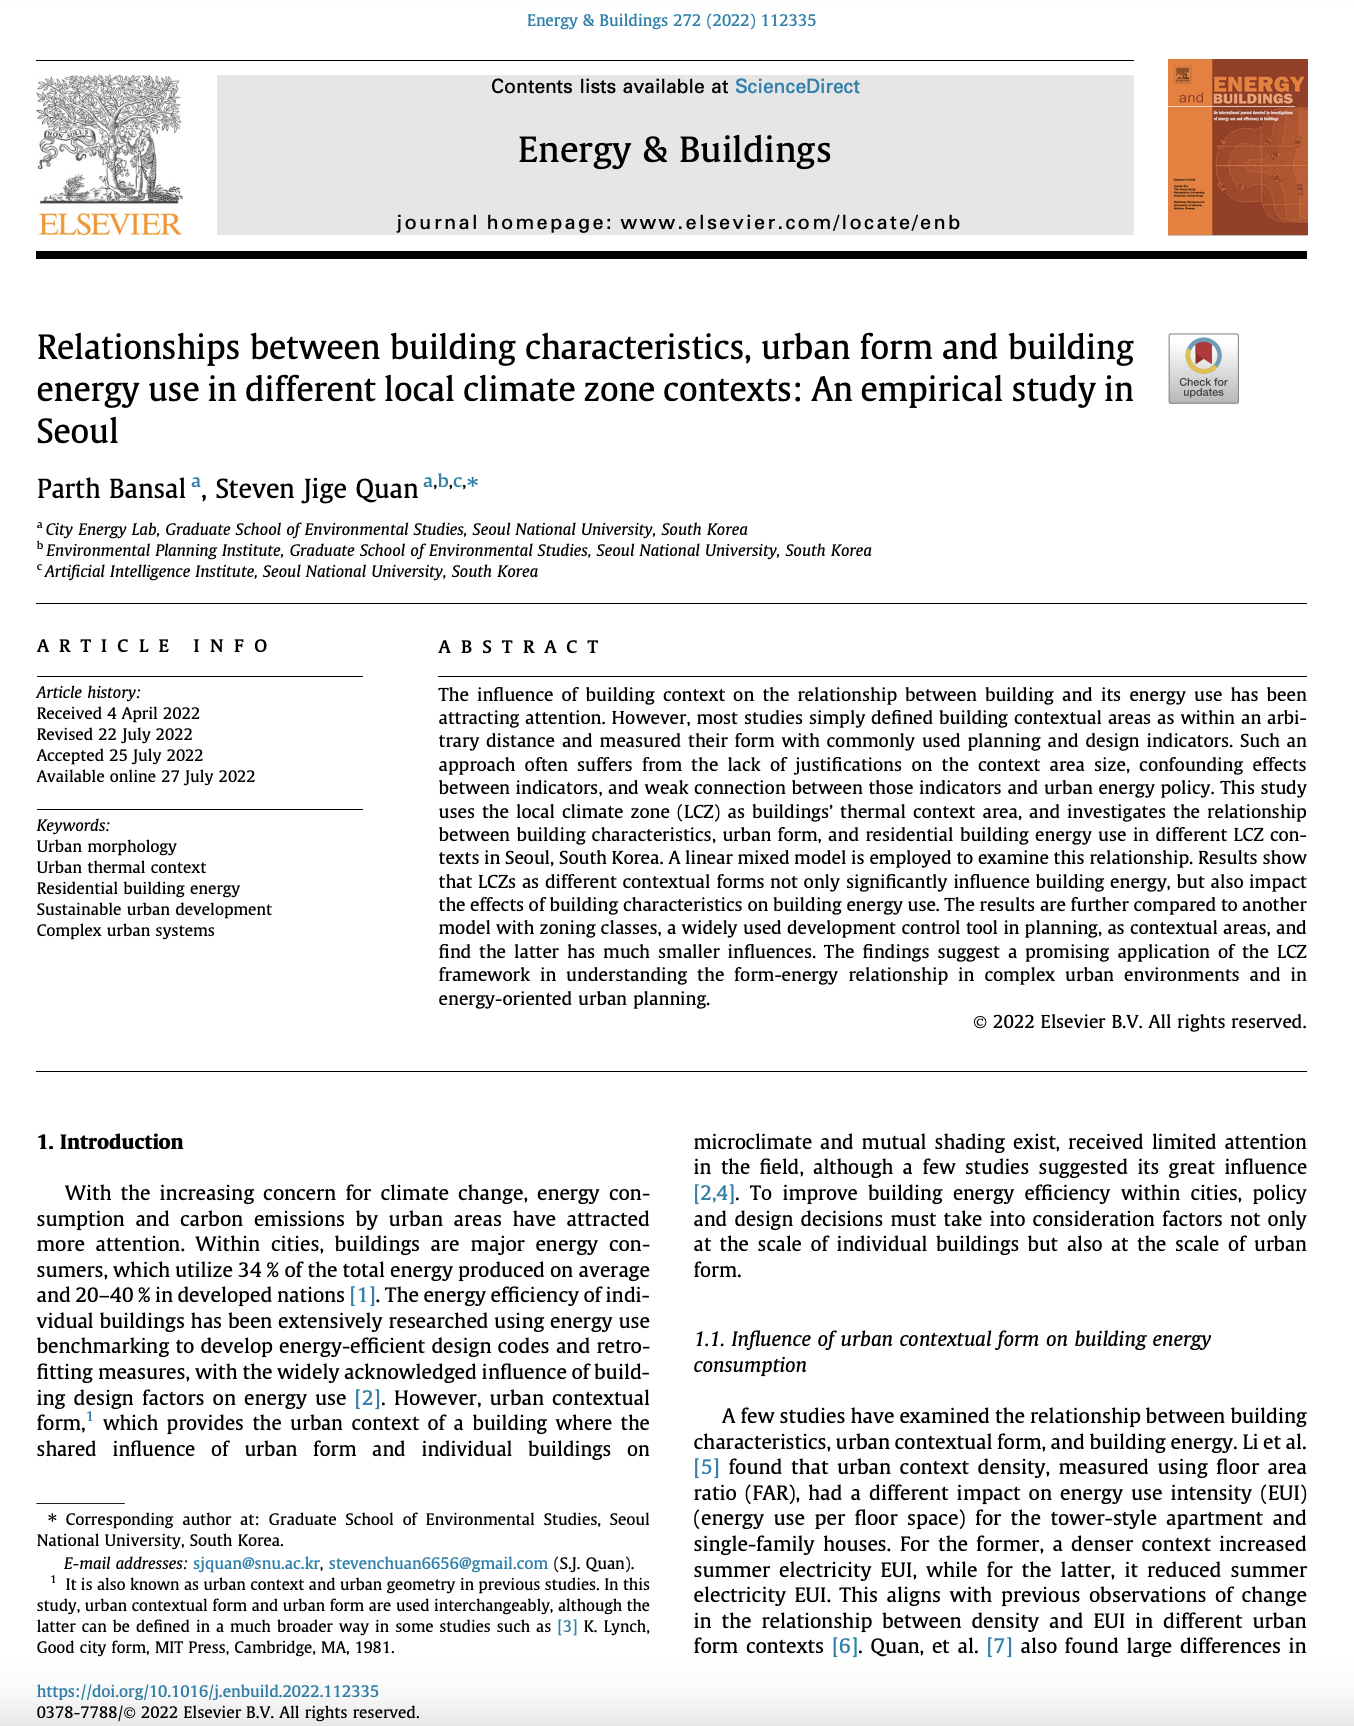 Energy & Buildings 272 (2022) 112335
Contents lists available at ScienceDirect
Energy & Buildings
journal homepage: www.elsevier.com/locate/enb
ELSEVIER
NON SOLUS
ENERGY
and BUILDINGS
An international journal devoted to investigations
of energy use and efficiency in buildings
Relationships between building characteristics, urban form and building
energy use in different local climate zone contexts: An empirical study in
Seoul
Check for
updates
Parth Bansal a, Steven Jige Quan a,b,c,*
a City Energy Lab, Graduate School of Environmental Studies, Seoul National University, South Korea
b Environmental Planning Institute, Graduate School of Environmental Studies, Seoul National University, South Korea
c Artificial Intelligence Institute, Seoul National University, South Korea
ARTICLE INFO
Article history:
Received 4 April 2022
Revised 22 July 2022
Accepted 25 July 2022
Available online 27 July 2022
Keywords:
Urban morphology
Urban thermal context
Residential building energy
Sustainable urban development
Complex urban systems
ABSTRACT
The influence of building context on the relationship between building and its energy use has been
attracting attention. However, most studies simply defined building contextual areas as within an arbi-
trary distance and measured their form with commonly used planning and design indicators. Such an
approach often suffers from the lack of justifications on the context area size, confounding effects
between indicators, and weak connection between those indicators and urban energy policy. This study
uses the local climate zone (LCZ) as buildings' thermal context area, and investigates the relationship
between building characteristics, urban form, and residential building energy use in different LCZ con-
texts in Seoul, South Korea. A linear mixed model is employed to examine this relationship. Results show
that LCZs as different contextual forms not only significantly influence building energy, but also impact
the effects of building characteristics on building energy use. The results are further compared to another
model with zoning classes, a widely used development control tool in planning, as contextual areas, and
find the latter has much smaller influences. The findings suggest a promising application of the LCZ
framework in understanding the form-energy relationship in complex urban environments and in
energy-oriented urban planning.
© 2022 Elsevier B.V. All rights reserved.
1. Introduction
With the increasing concern for climate change, energy con-
sumption and carbon emissions by urban areas have attracted
more attention. Within cities, buildings are major energy con-
sumers, which utilize 34 % of the total energy produced on average
and 20–40 % in developed nations [1]. The energy efficiency of indi-
vidual buildings has been extensively researched using energy use
benchmarking to develop energy-efficient design codes and retro-
fitting measures, with the widely acknowledged influence of build-
ing design factors on energy use [2]. However, urban contextual
form,1 which provides the urban context of a building where the
shared influence of urban form and individual buildings on
* Corresponding author at: Graduate School of Environmental Studies, Seoul
National University, South Korea.
E-mail addresses: sjquan@snu.ac.kr, stevenchuan6656@gmail.com (S.J. Quan).
1 It is also known as urban context and urban geometry in previous studies. In this
study, urban contextual form and urban form are used interchangeably, although the
latter can be defined in a much broader way in some studies such as [3] K. Lynch,
Good city form, MIT Press, Cambridge, MA, 1981.
microclimate and mutual shading exist, received limited attention
in the field, although a few studies suggested its great influence
[2,4]. To improve building energy efficiency within cities, policy
and design decisions must take into consideration factors not only
at the scale of individual buildings but also at the scale of urban
form.
1.1. Influence of urban contextual form on building energy
consumption
A few studies have examined the relationship between building
characteristics, urban contextual form, and building energy. Li et al.
[5] found that urban context density, measured using floor area
ratio (FAR), had a different impact on energy use intensity (EUI)
(energy use per floor space) for the tower-style apartment and
single-family houses. For the former, a denser context increased
summer electricity EUI, while for the latter, it reduced summer
electricity EUI. This aligns with previous observations of change
in the relationship between density and EUI in different urban
form contexts [6]. Quan, et al. [7] also found large differences in
https://doi.org/10.1016/j.enbuild.2022.112335
0378-7788/© 2022 Elsevier B.V. All rights reserved.